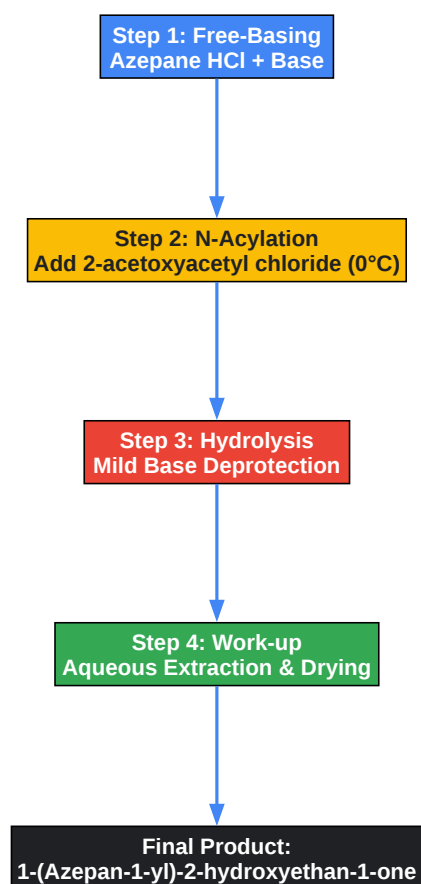 Step 1: Free-Basing
Azepane HCl + Base
Step 2: N-Acylation
Add 2-acetoxyacetyl chloride (0°C)
Step 3: Hydrolysis
Mild Base Deprotection
Step 4: Work-up
Aqueous Extraction & Drying
Final Product:
1-(Azepan-1-yl)-2-hydroxyethan-1-one